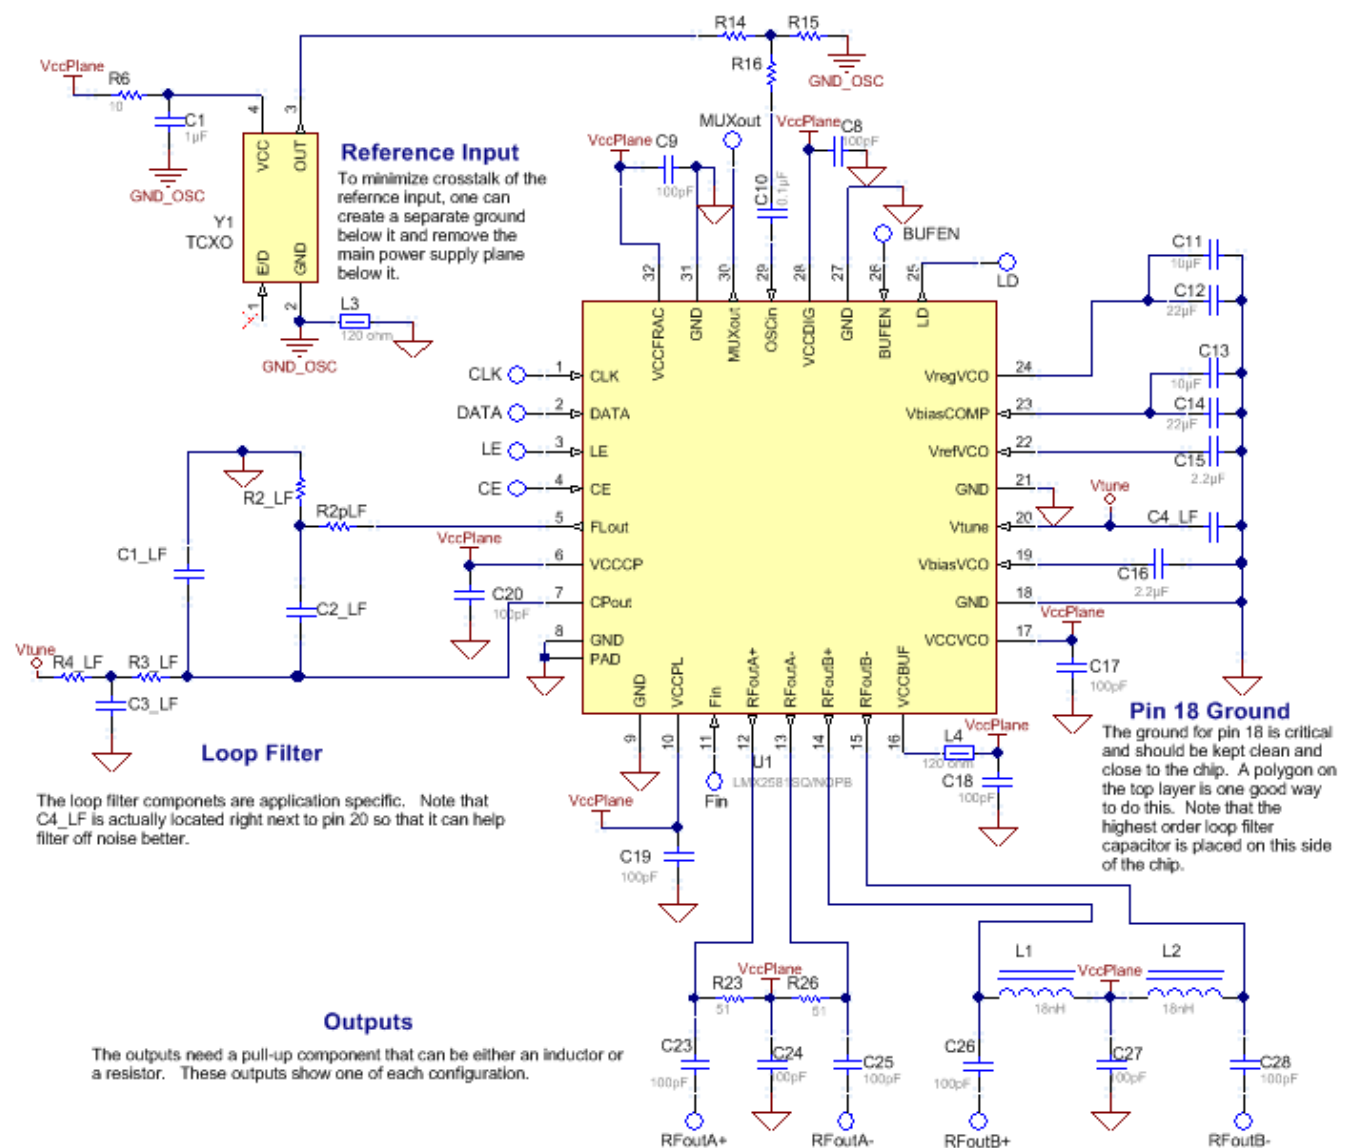 R14
R15
R16
GND_OSC
VccPlane
R6
10
C1
1µF
GND_OSC
4
3
VCC
OUT
Y1
TCXO
E/D
GND
1
2
GND_OSC
L3
120 ohm
Reference Input
To minimize crosstalk of the
refernce input, one can
create a separate ground
below it and remove the
main power supply plane
below it.
MUXout
VccPlane
C8
100pF
VccPlane
C9
100pF
C10
0.1µF
BUFEN
LD
32
31
30
29
28
27
26
25
VCCFRAC
GND
MUXout
OSCin
VCCDIG
GND
BUFEN
LD
CLK
1
CLK
DATA
2
DATA
LE
3
LE
CE
4
CE
5
FLout
6
VCCCP
7
CPout
8
GND
PAD
VregVCO
24
VbiasCOMP
23
VrefVCO
22
GND
21
Vtune
20
VbiasVCO
19
GND
18
VCCVCO
17
C11
10µF
C12
22µF
C13
10µF
C14
22µF
C15
2.2µF
Vtune
C4_LF
C16
2.2µF
VccPlane
C17
100pF
R2_LF
R2pLF
C1_LF
C2_LF
VccPlane
C20
100pF
Vtune
R4_LF
R3_LF
C3_LF
Loop Filter
The loop filter componets are application specific. Note that
C4_LF is actually located right next to pin 20 so that it can help
filter off noise better.
GND
VCCPL
Fin
RFoutA+
RFoutA-
RFoutB+
RFoutB-
VCCBUF
9
10
11
12
13
14
15
16
U1
LMX2581SQ/NOPB
Fin
L4
120 ohm
VccPlane
C18
100pF
VccPlane
C19
100pF
Pin 18 Ground
The ground for pin 18 is critical
and should be kept clean and
close to the chip. A polygon on
the top layer is one good way
to do this. Note that the
highest order loop filter
capacitor is placed on this side
of the chip.
VccPlane
R23
51
R26
51
L1
18nH
VccPlane
L2
18nH
Outputs
The outputs need a pull-up component that can be either an inductor or
a resistor. These outputs show one of each configuration.
C23
100pF
C24
100pF
C25
100pF
C26
100pF
C27
100pF
C28
100pF
RFoutA+
RFoutA-
RFoutB+
RFoutB-